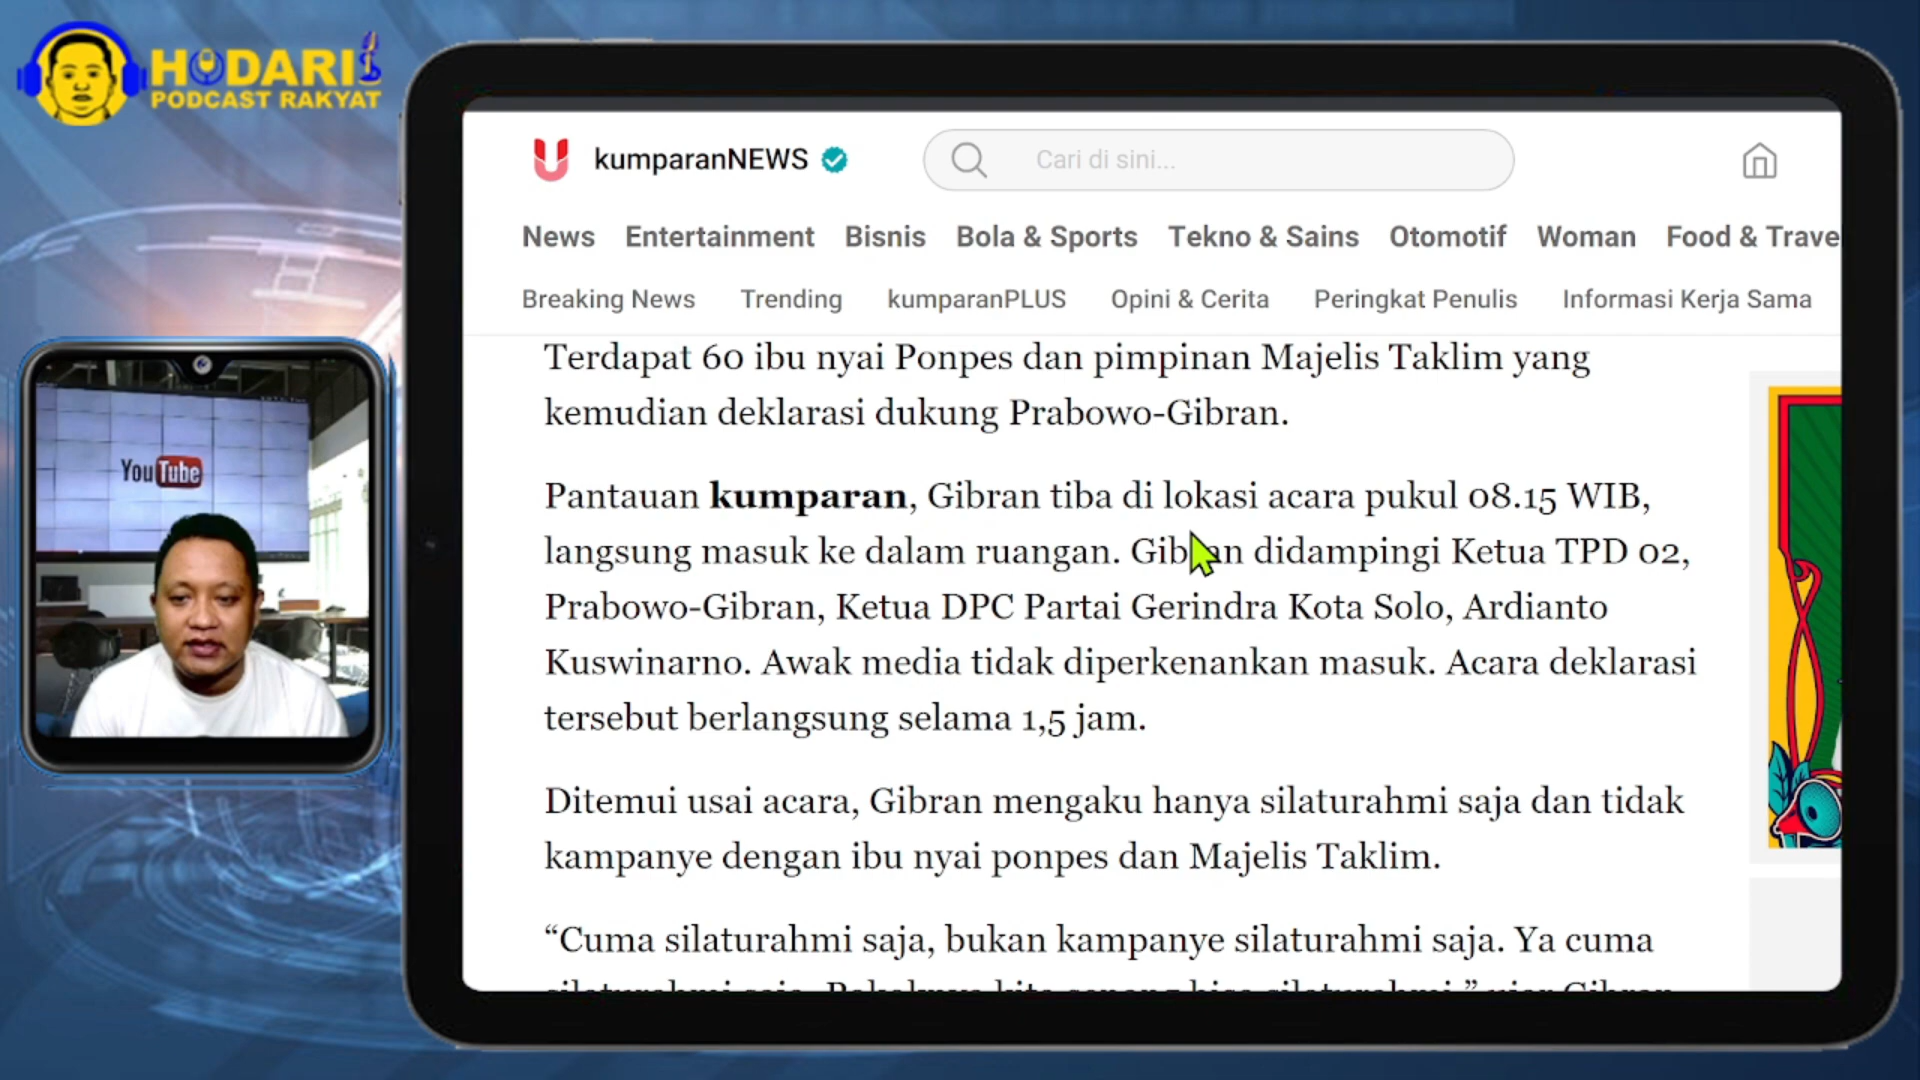 HODARI
PODCAST RAKYAT
kumparanNEWS
Cari di sini...
News Entertainment Bisnis Bola & Sports Tekno & Sains Otomotif Woman Food & Trave
Breaking News Trending kumparanPLUS Opini & Cerita Peringkat Penulis Informasi Kerja Sama
Terdapat 60 ibu nyai Ponpes dan pimpinan Majelis Taklim yang
kemudian deklarasi dukung Prabowo-Gibran.
Pantauan kumparan, Gibran tiba di lokasi acara pukul 08.15 WIB,
langsung masuk ke dalam ruangan. Gibran didampingi Ketua TPD 02,
Prabowo-Gibran, Ketua DPC Partai Gerindra Kota Solo, Ardianto
Kuswinarno. Awak media tidak diperkenankan masuk. Acara deklarasi
tersebut berlangsung selama 1,5 jam.
Ditemui usai acara, Gibran mengaku hanya silaturahmi saja dan tidak
kampanye dengan ibu nyai ponpes dan Majelis Taklim.
“Cuma silaturahmi saja, bukan kampanye silaturahmi saja. Ya cuma
YouTube